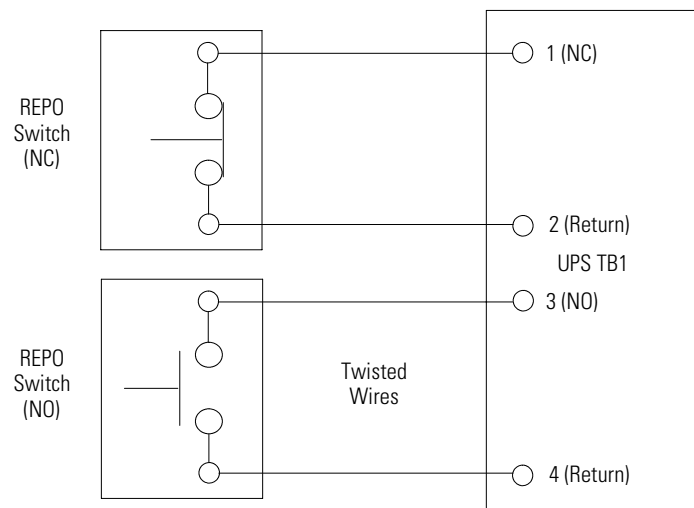 REPO
Switch
(NC)
1 (NC)
2 (Return)
UPS TB1
3 (NO)
REPO
Switch
(NO)
Twisted
Wires
4 (Return)